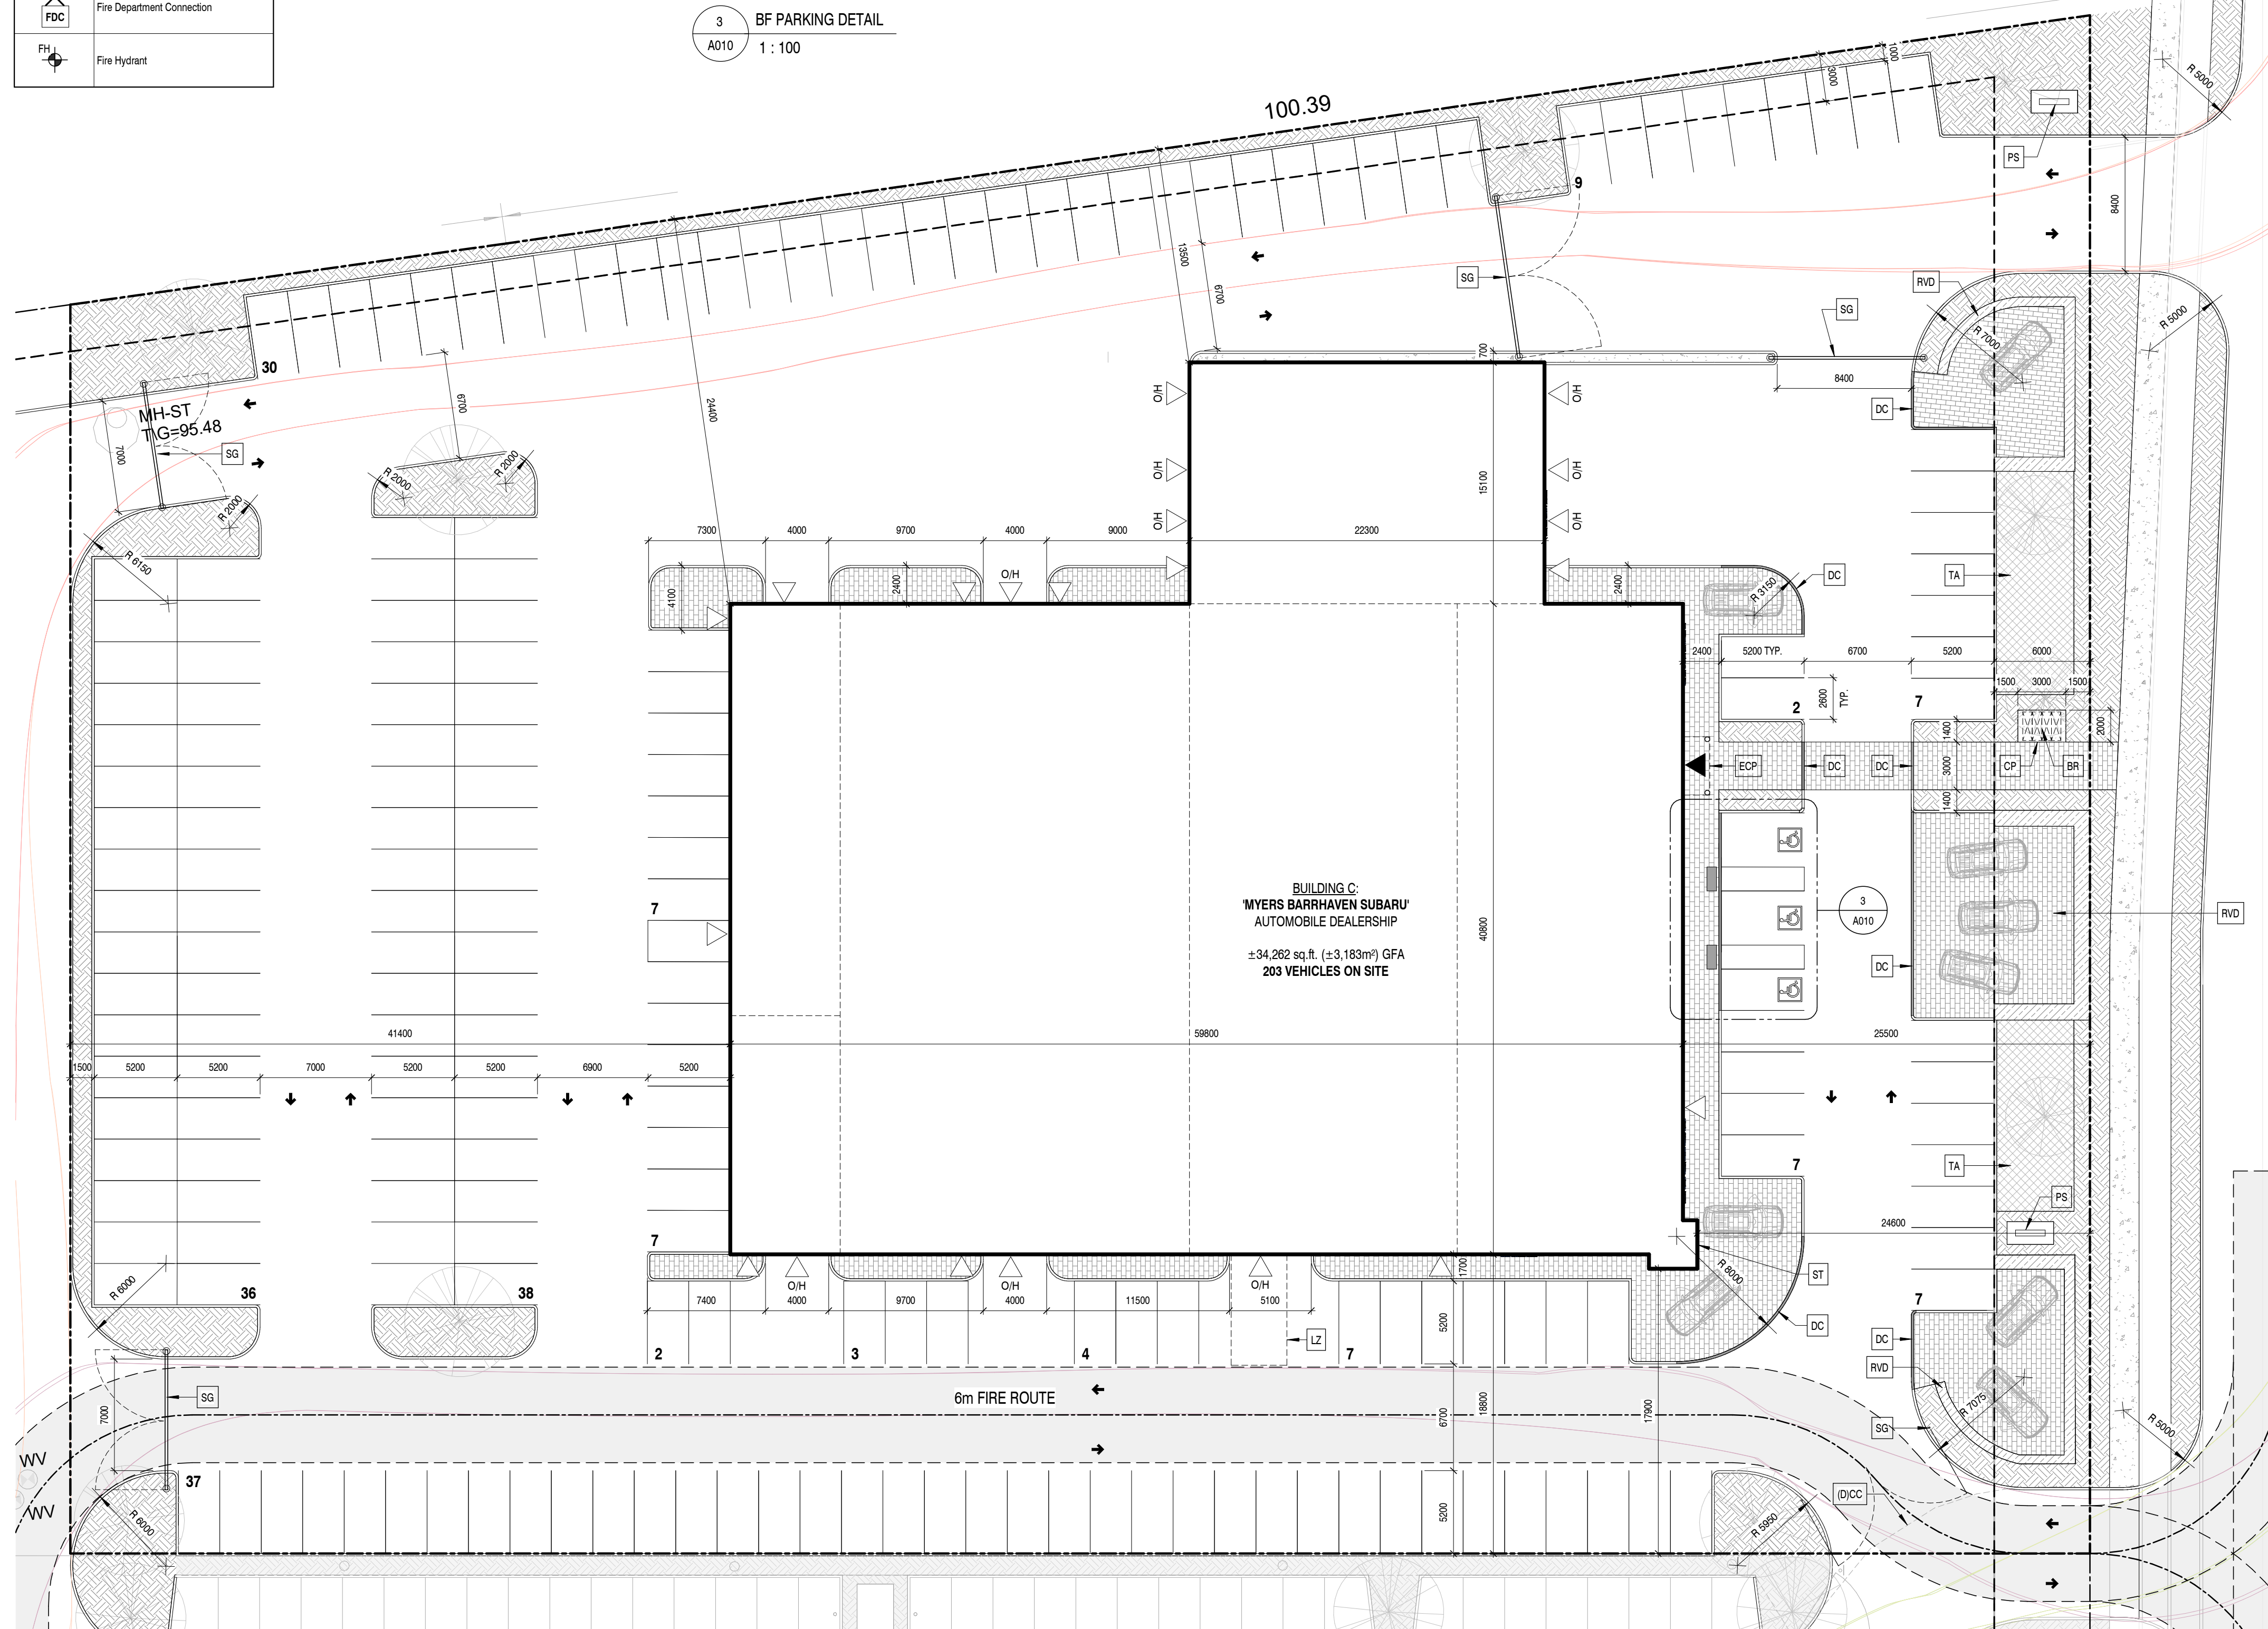 FDC
Fire Department Connection
FH
Fire Hydrant
3
A010
BF PARKING DETAIL
1 : 100
100.39
1000
3000
R 5000
PS
8400
9
13500
6700
SG
RVD
SG
R 7000
R 5000
30
MH-ST
T\G=95.48
7000
SG
6700
24400
700
8400
DC
O/H
O/H
O/H
O/H
O/H
O/H
15100
R 2000
R 2000
R 2000
R 6150
7300
4000
9700
4000
9000
22300
O/H
2400
4100
2400
R 3150
DC
TA
2400
5200 TYP.
6700
5200
6000
1500
3000
1500
2600
TYP.
2
7
2000
1400
3000
1400
ECP
DC
DC
CP
BR
BUILDING C:
'MYERS BARRHAVEN SUBARU'
AUTOMOBILE DEALERSHIP
±34,262 sq.ft. (±3,183m²) GFA
203 VEHICLES ON SITE
40800
7
3
A010
RVD
DC
41400
59800
25500
1500
5200
5200
7000
5200
5200
6900
5200
7
TA
PS
24600
7
1700
ST
R 8000
R 6000
36
38
O/H
O/H
O/H
7400
4000
9700
4000
11500
5100
5200
LZ
DC
7
DC
RVD
2
3
4
7
R 7075
R 5000
SG
SG
7000
6m FIRE ROUTE
6700
18800
17900
WV
WV
37
R 6000
5200
R 5950
(D)CC